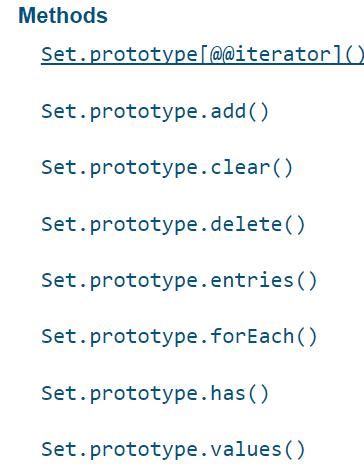 Methods
Set.prototype[@@iterator]()
Set.prototype.add()
Set.prototype.clear()
Set.prototype.delete()
Set.prototype.entries()
Set.prototype.forEach()
Set.prototype.has()
Set.prototype.values()